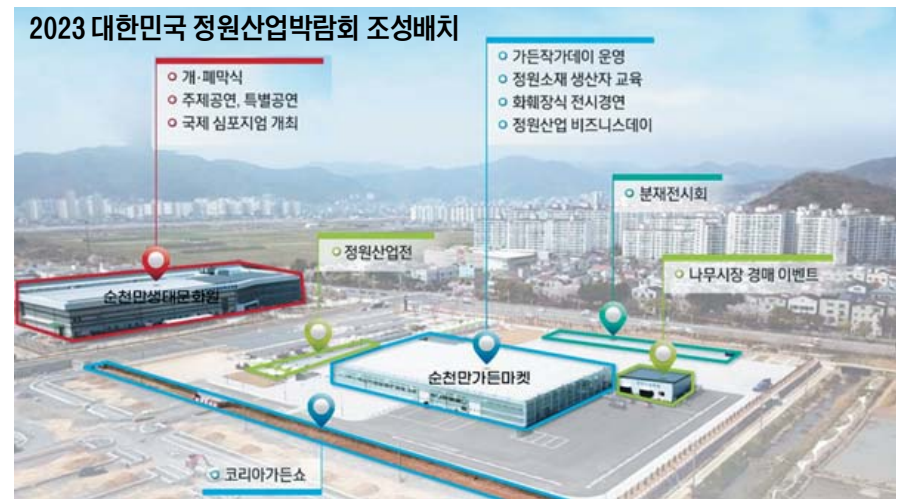 2023 대한민국 정원산업박람회 조성배치
개·폐막식
주제공연, 특별공연
국제 심포지엄 개최
가든작가데이 운영
정원소재 생산자 교육
화훼장식 전시경연
정원산업 비즈니스데이
분재전시회
정원산업전
나무시장 경매 이벤트
순천만생태문화원
순천만가든마켓
코리아가든쇼